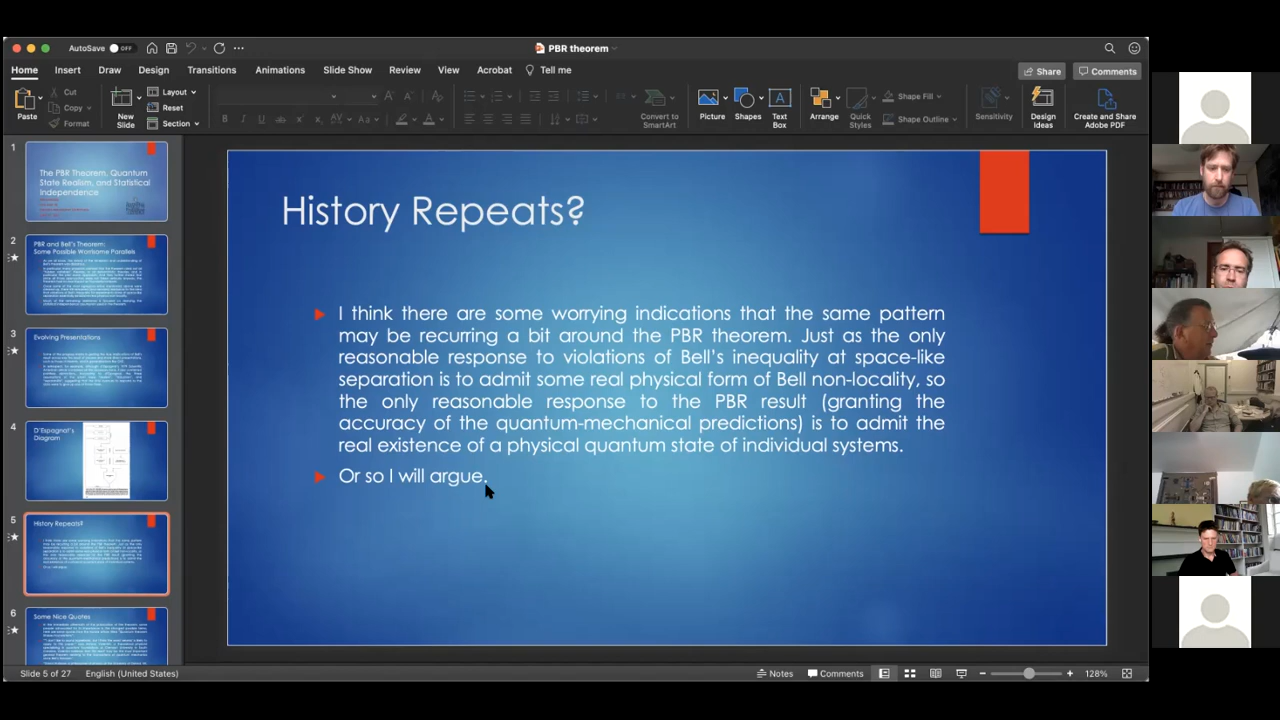 AutoSave OFF
PBR theorem
Home Insert Draw Design Transitions Animations Slide Show Review View Acrobat Tell me
Share Comments
Paste
Cut
Copy
Format
New Slide
Layout
Reset
Section
Convert to SmartArt
Picture
Shapes
Text Box
Arrange
Quick Styles
Shape Fill
Shape Outline
Sensitivity
Design Ideas
Create and Share Adobe PDF
1
The PBR Theorem, Quantum
State Realism, and Statistical
Independence
2
PBR and Bell's Theorem:
Some Possible Worrisome Parallels
3
Evolving Presentations
4
D'Espagnat's
Diagram
5
History Repeats?
6
Some Nice Quotes
History Repeats?
I think there are some worrying indications that the same pattern
may be recurring a bit around the PBR theorem. Just as the only
reasonable response to violations of Bell's inequality at space-like
separation is to admit some real physical form of Bell non-locality, so
the only reasonable response to the PBR result (granting the
accuracy of the quantum-mechanical predictions) is to admit the
real existence of a physical quantum state of individual systems.
Or so I will argue.
Slide 5 of 27 English (United States)
Notes Comments 128%